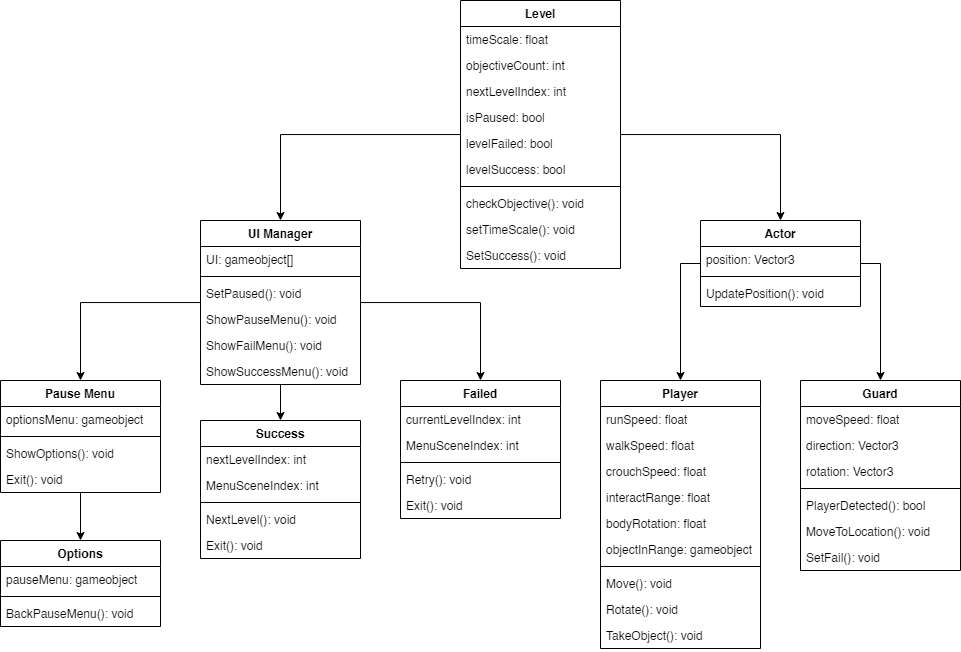 Level
timeScale: float
objectiveCount: int
nextLevelIndex: int
isPaused: bool
levelFailed: bool
levelSuccess: bool
checkObjective(): void
setTimeScale(): void
SetSuccess(): void
UI Manager
UI: gameobject[]
SetPaused(): void
ShowPauseMenu(): void
ShowFailMenu(): void
ShowSuccessMenu(): void
Actor
position: Vector3
UpdatePosition(): void
Pause Menu
optionsMenu: gameobject
ShowOptions(): void
Exit(): void
Success
nextLevelIndex: int
MenuSceneIndex: int
NextLevel(): void
Exit(): void
Failed
currentLevelIndex: int
MenuSceneIndex: int
Retry(): void
Exit(): void
Player
runSpeed: float
walkSpeed: float
crouchSpeed: float
interactRange: float
bodyRotation: float
objectInRange: gameobject
Move(): void
Rotate(): void
TakeObject(): void
Guard
moveSpeed: float
direction: Vector3
rotation: Vector3
PlayerDetected(): bool
MoveToLocation(): void
SetFail(): void
Options
pauseMenu: gameobject
BackPauseMenu(): void